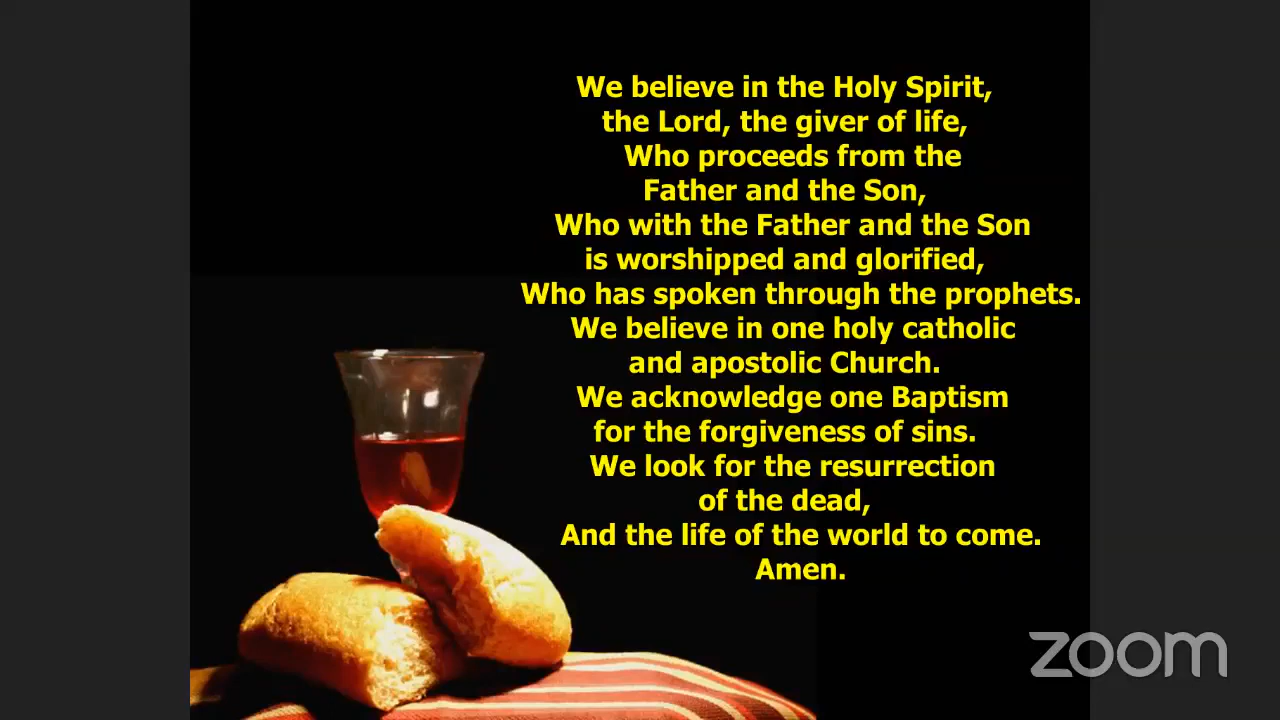 We believe in the Holy Spirit,
the Lord, the giver of life,
Who proceeds from the
Father and the Son,
Who with the Father and the Son
is worshipped and glorified,
Who has spoken through the prophets.
We believe in one holy catholic
and apostolic Church.
We acknowledge one Baptism
for the forgiveness of sins.
We look for the resurrection
of the dead,
And the life of the world to come.
Amen.
zoom